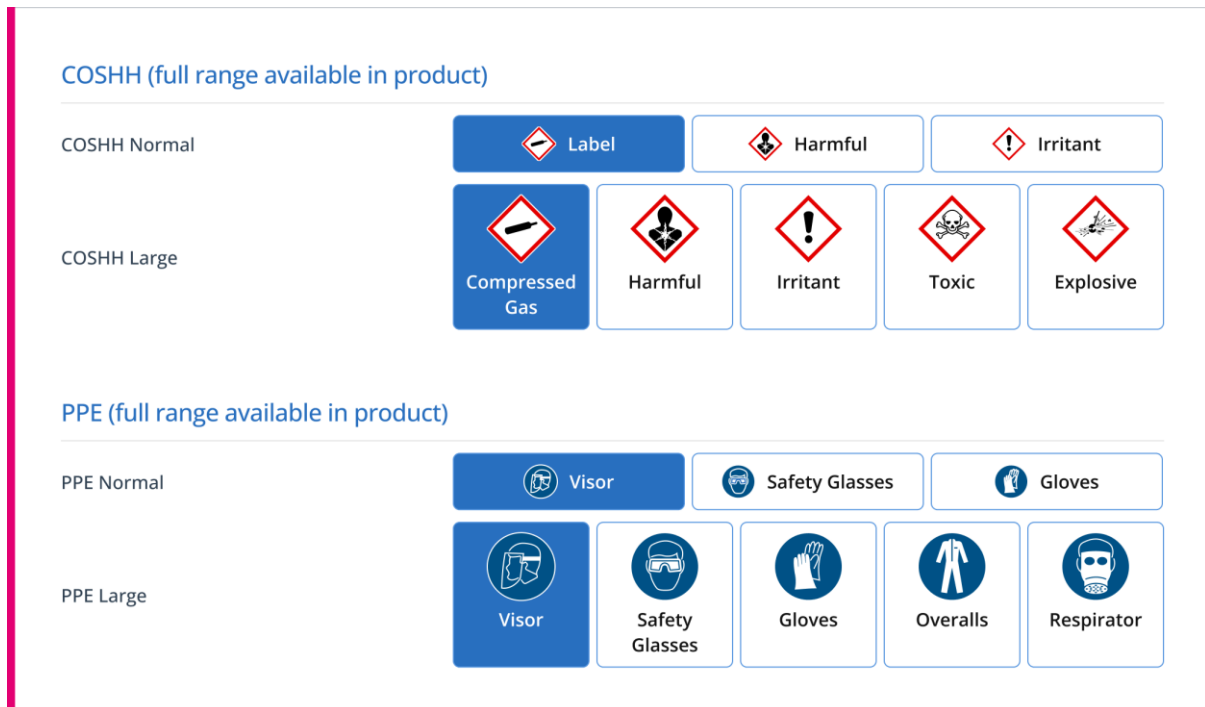 COSHH (full range available in product)
COSHH Normal
Label
Harmful
Irritant
COSHH Large
Compressed
Gas
Harmful
Irritant
Toxic
Explosive
PPE (full range available in product)
PPE Normal
Visor
Safety Glasses
Gloves
PPE Large
Visor
Safety
Glasses
Gloves
Overalls
Respirator